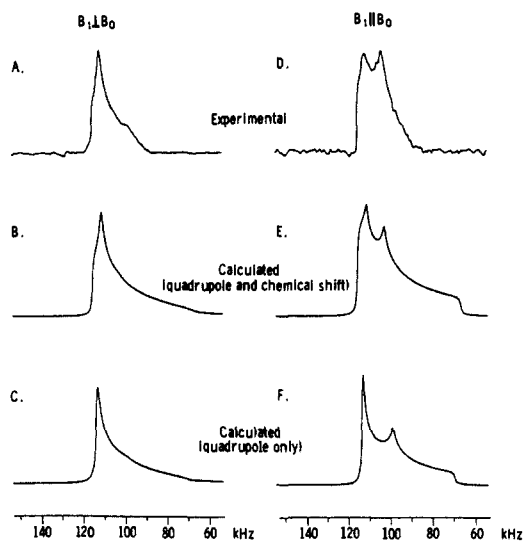 B₁⊥B₀
B₁∥B₀
A.
D.
Experimental
B.
E.
Calculated
(quadrupole and chemical shift)
C.
F.
Calculated
(quadrupole only)
140 120 100 80 60 kHz
140 120 100 80 60 kHz